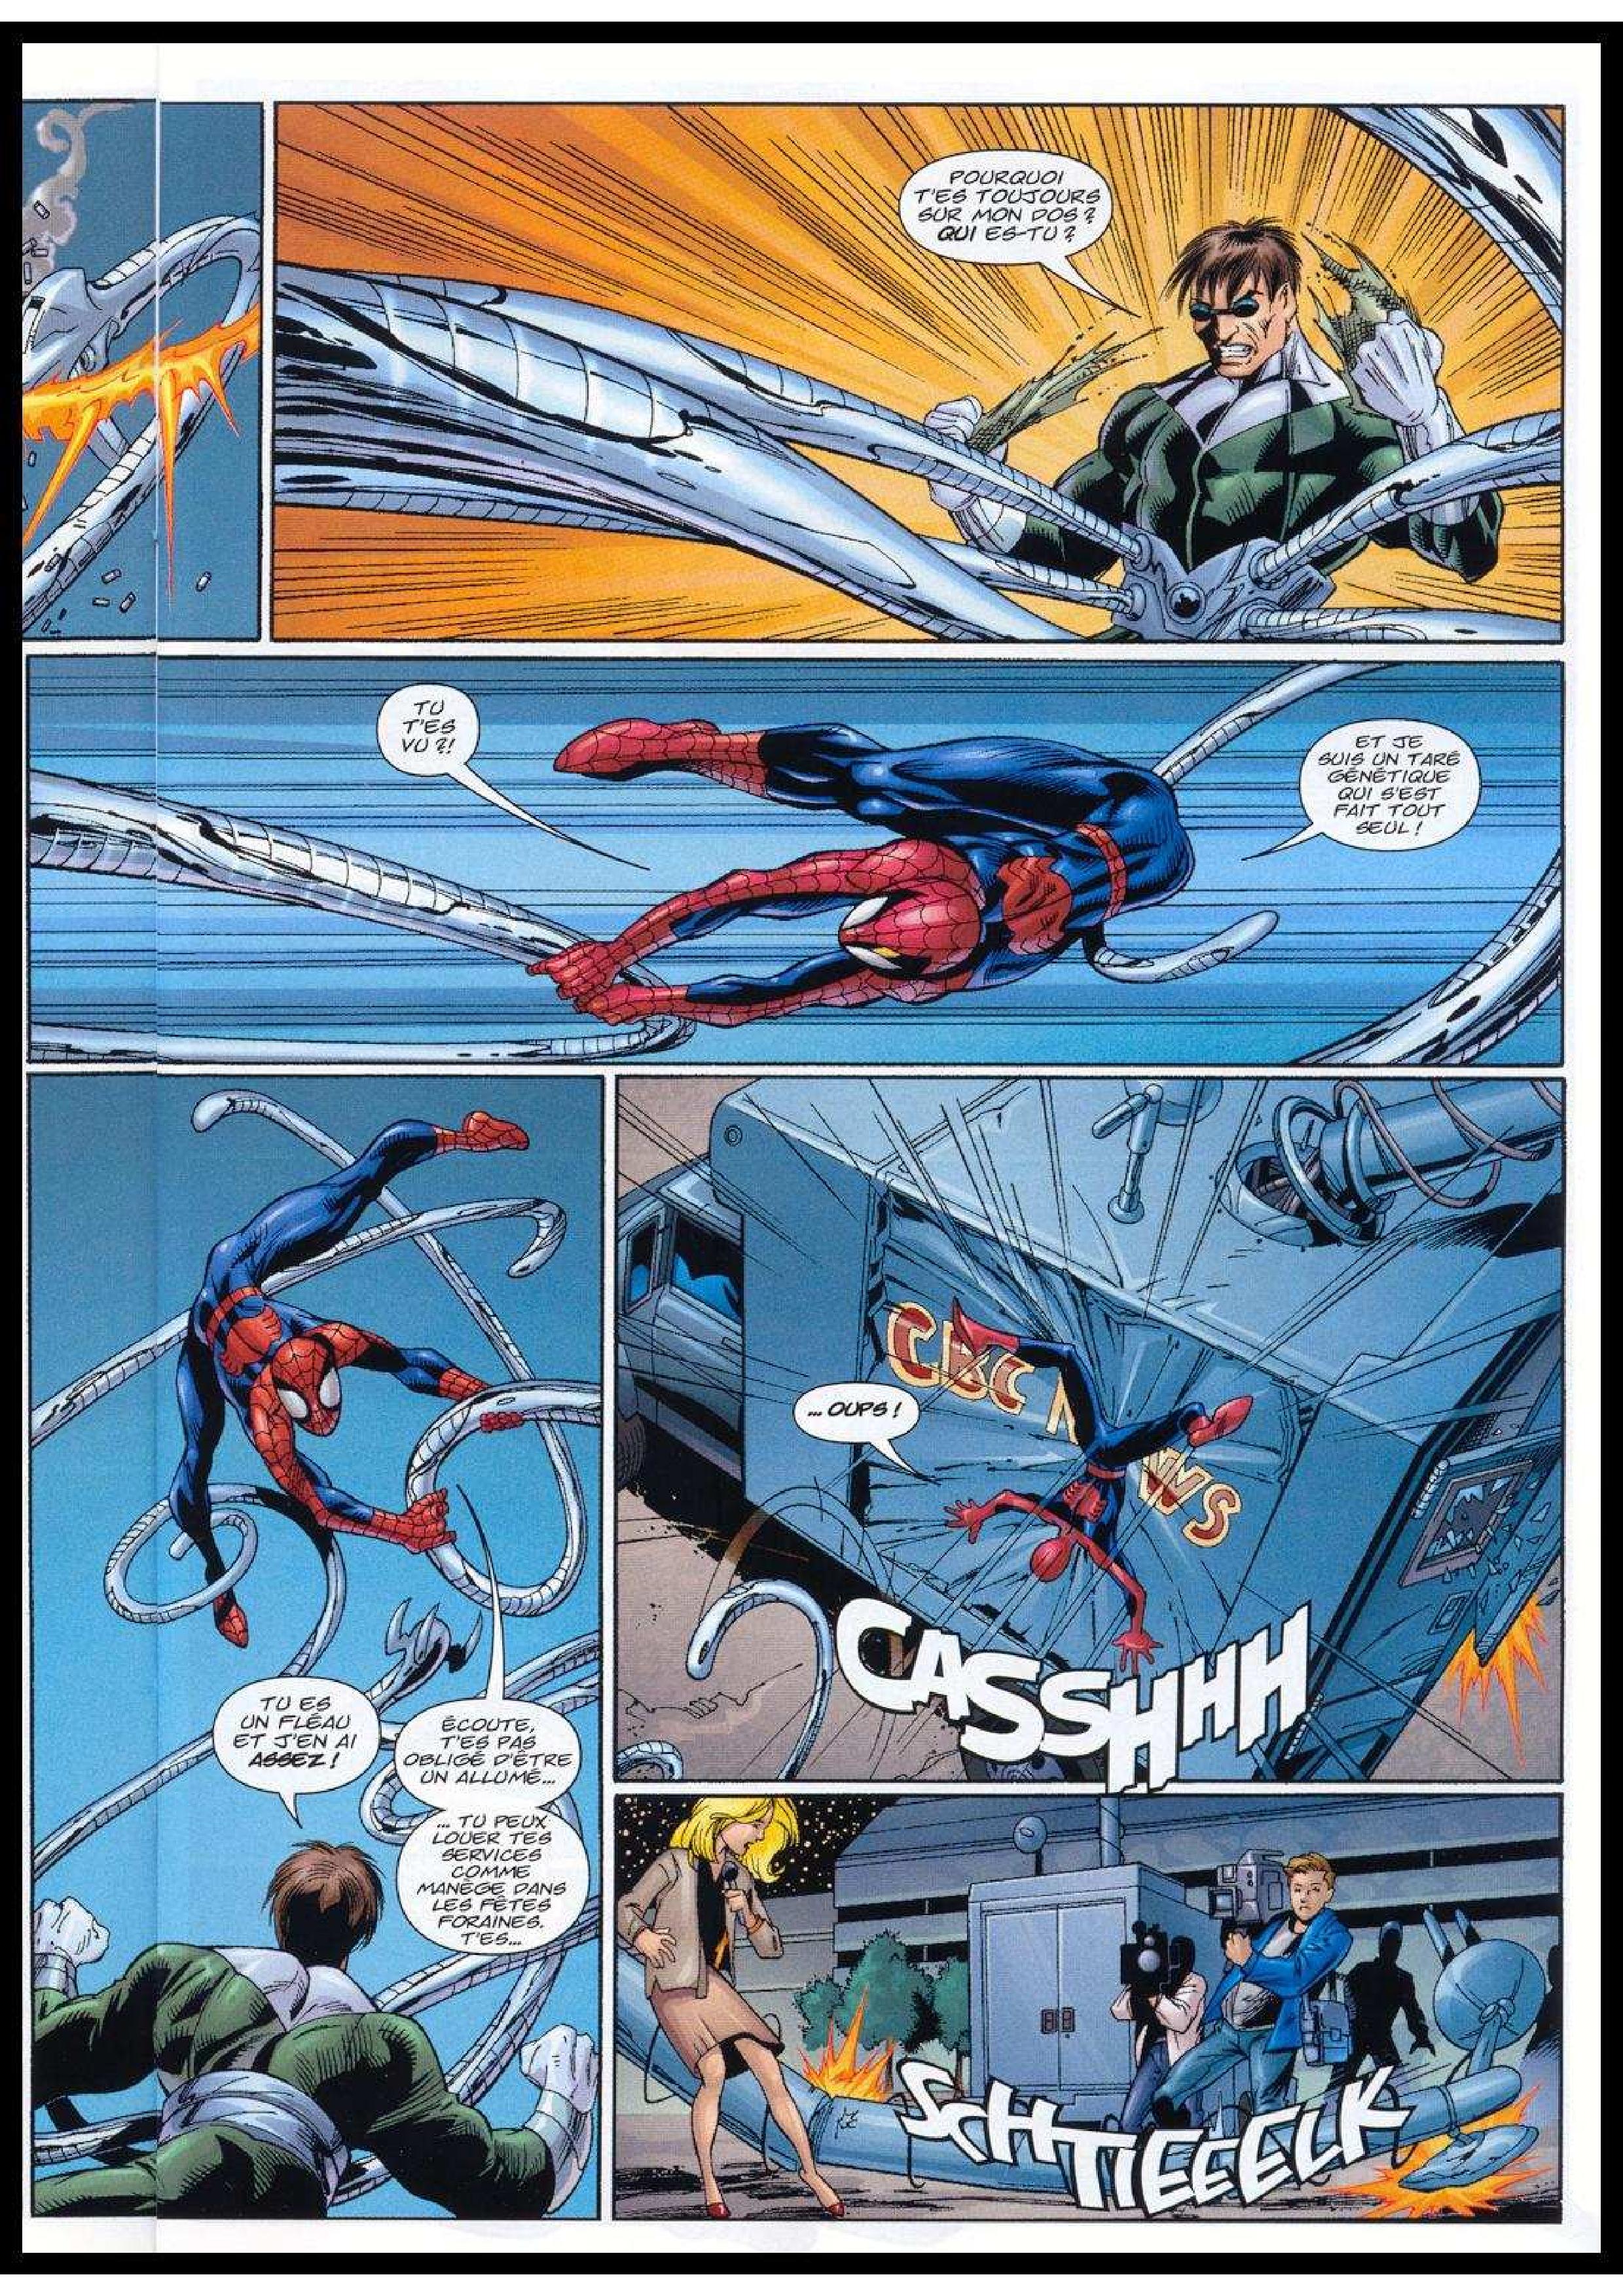 POURQUOI
T'ES TOUJOURS
SUR MON DOS?
QUI ES-TU?
TU
T'ES
VU?!
ET JE
SUIS UN TARÉ
GÉNÉTIQUE
QUI S'EST
FAIT TOUT
SEUL!
TU ES
UN FLÉAU
ET J'EN AI
ASSEZ!
ÉCOUTE,
T'ES PAS
OBLIGÉ D'ÊTRE
UN ALLUMÉ...
... TU PEUX
LOUER TES
SERVICES
COMME
MANÈGE DANS
LES FÊTES
FORAINES.
T'ES...
... OUPS!
CBC NEWS
CASSHHH
SCHTIEEELK